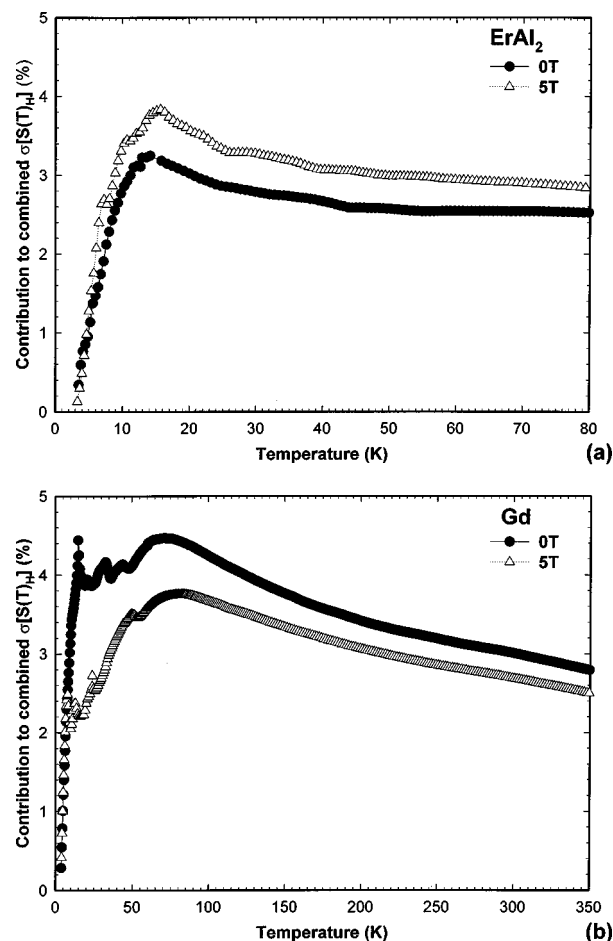 ErAl₂
0T
5T
5
4
3
2
1
0
Contribution to combined σ[S(T)H] (%)
0 10 20 30 40 50 60 70 80
Temperature (K)
(a)
Gd
0T
5T
5
4
3
2
1
0
Contribution to combined σ[S(T)H] (%)
0 50 100 150 200 250 300 350
Temperature (K)
(b)